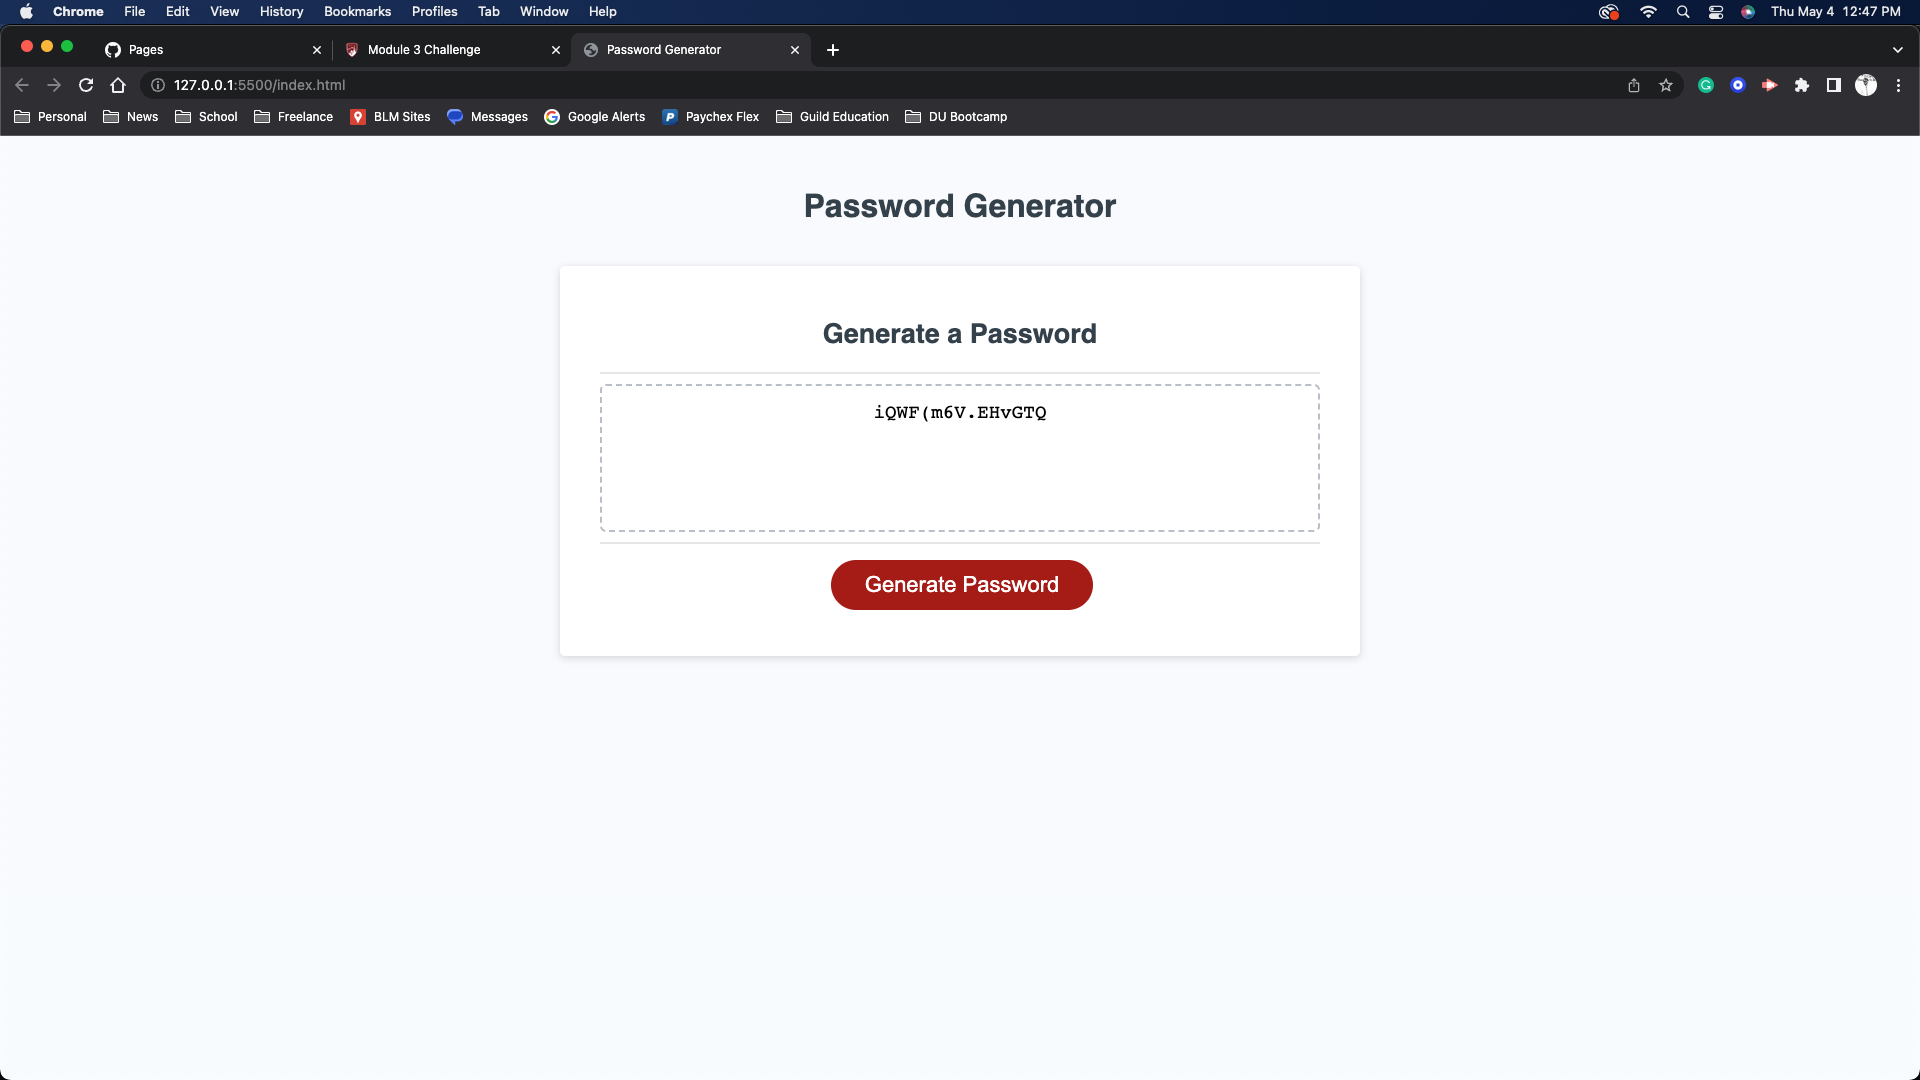 Chrome File Edit View History Bookmarks Profiles Tab Window Help Thu May 4 12:47 PM
Pages Module 3 Challenge Password Generator
127.0.0.1:5500/index.html
Personal News School Freelance BLM Sites Messages Google Alerts Paychex Flex Guild Education DU Bootcamp
Password Generator
Generate a Password
iQWF(m6V.EHvGTQ
Generate Password